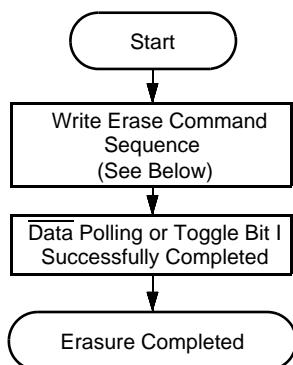 Start
Write Erase Command
Sequence
(See Below)
Data Polling or Toggle Bit I
Successfully Completed
Erasure Completed